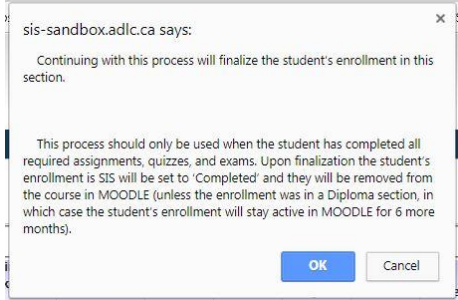 sis-sandbox.adlc.ca says:
Continuing with this process will finalize the student's enrollment in this
section.
This process should only be used when the student has completed all
required assignments, quizzes, and exams. Upon finalization the student's
enrollment is SIS will be set to 'Completed' and they will be removed from
the course in MOODLE (unless the enrollment was in a Diploma section, in
which case the student's enrollment will stay active in MOODLE for 6 more
months).
OK Cancel